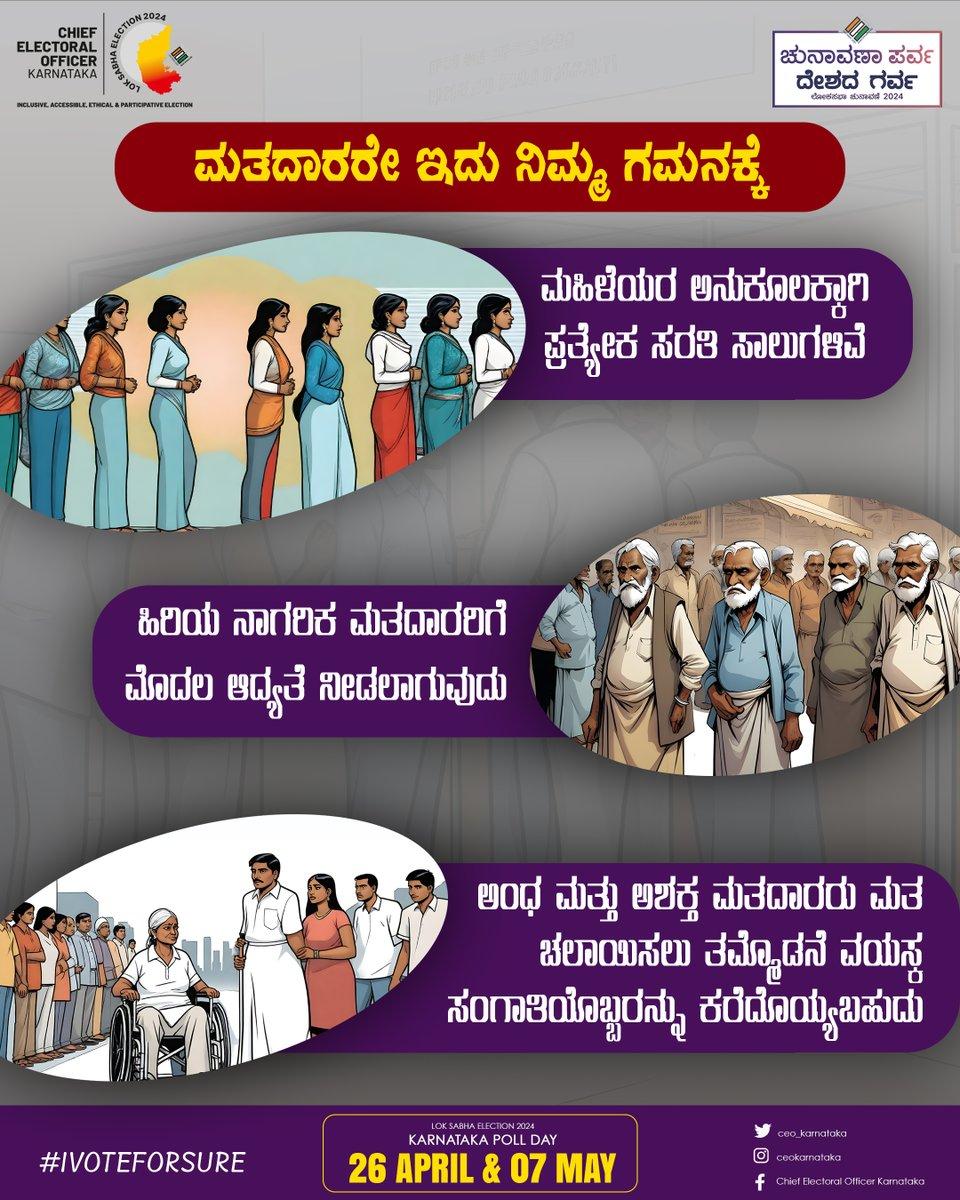 CHIEF
ELECTORAL
OFFICER
KARNATAKA
LOK SABHA ELECTION 2024
INCLUSIVE, ACCESSIBLE, ETHICAL & PARTICIPATIVE ELECTION
ಚುನಾವಣಾ ಪರ್ವ
ದೇಶದ ಗರ್ವ
ಲೋಕಸಭಾ ಚುನಾವಣೆ 2024
ಮತದಾರರೇ ಇದು ನಿಮ್ಮ ಗಮನಕ್ಕೆ
ಮಹಿಳೆಯರ ಅನುಕೂಲಕ್ಕಾಗಿ
ಪ್ರತ್ಯೇಕ ಸರತಿ ಸಾಲುಗಳಿವೆ
ಹಿರಿಯ ನಾಗರಿಕ ಮತದಾರರಿಗೆ
ಮೊದಲ ಆದ್ಯತೆ ನೀಡಲಾಗುವುದು
ಅಂಧ ಮತ್ತು ಅಶಕ್ತ ಮತದಾರರು ಮತ
ಚಲಾಯಿಸಲು ತಮ್ಮೊಡನೆ ವಯಸ್ಕ
ಸಂಗಾತಿಯೊಬ್ಬರನ್ನು ಕರೆದೊಯ್ಯಬಹುದು
#IVOTEFORSURE
LOK SABHA ELECTION 2024
KARNATAKA POLL DAY
26 APRIL & 07 MAY
ceo_karnataka
ceokarnataka
Chief Electoral Officer Karnataka